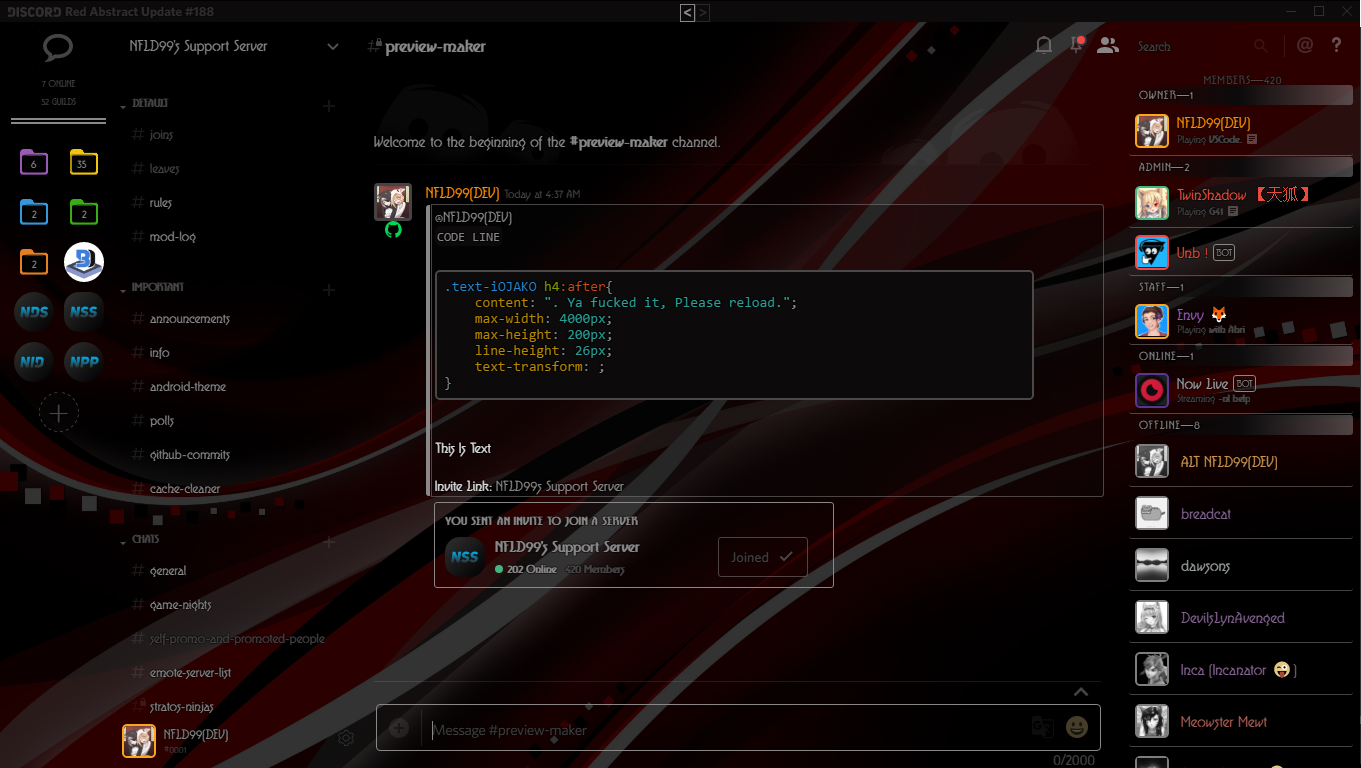 DISCORD Red Abstract Update #188
< >
7 ONLINE
52 GUILDS
6
35
2
2
2
NDS
NSS
NID
NPP
NFLD99's Support Server
DEFAULT
joins
leaves
rules
mod-log
IMPORTANT
announcements
info
android-theme
polls
github-commits
cache-cleaner
CHATS
general
game-nights
self-promo-and-promoted-people
emote-server-list
stratos-ninjas
NFLD99(DEV)
#0001
preview-maker
Search
@
?
Welcome to the beginning of the #preview-maker channel.
NFLD99(DEV) Today at 4:37 AM
@NFLD99(DEV)
CODE LINE
.text-iOJAKO h4:after{
content: ". Ya fucked it, Please reload.";
max-width: 4000px;
max-height: 200px;
line-height: 26px;
text-transform: ;
}
This Is Text
Invite Link: NFLD99s Support Server
YOU SENT AN INVITE TO JOIN A SERVER
NSS
NFLD99's Support Server
202 Online 420 Members
Joined
Message #preview-maker
0/2000
MEMBERS—420
OWNER—1
NFLD99(DEV)
Playing VSCode.
ADMIN—2
TwinShadow 【天狐】
Playing G41
Unb ! BOT
STAFF—1
Envy
Playing with Abri
ONLINE—1
Now Live BOT
Streaming -nl help
OFFLINE—8
ALT NFLD99(DEV)
breadcat
dawsons
DevilsLynAvenged
Inca (Incanator 😜)
Meowster Mewt